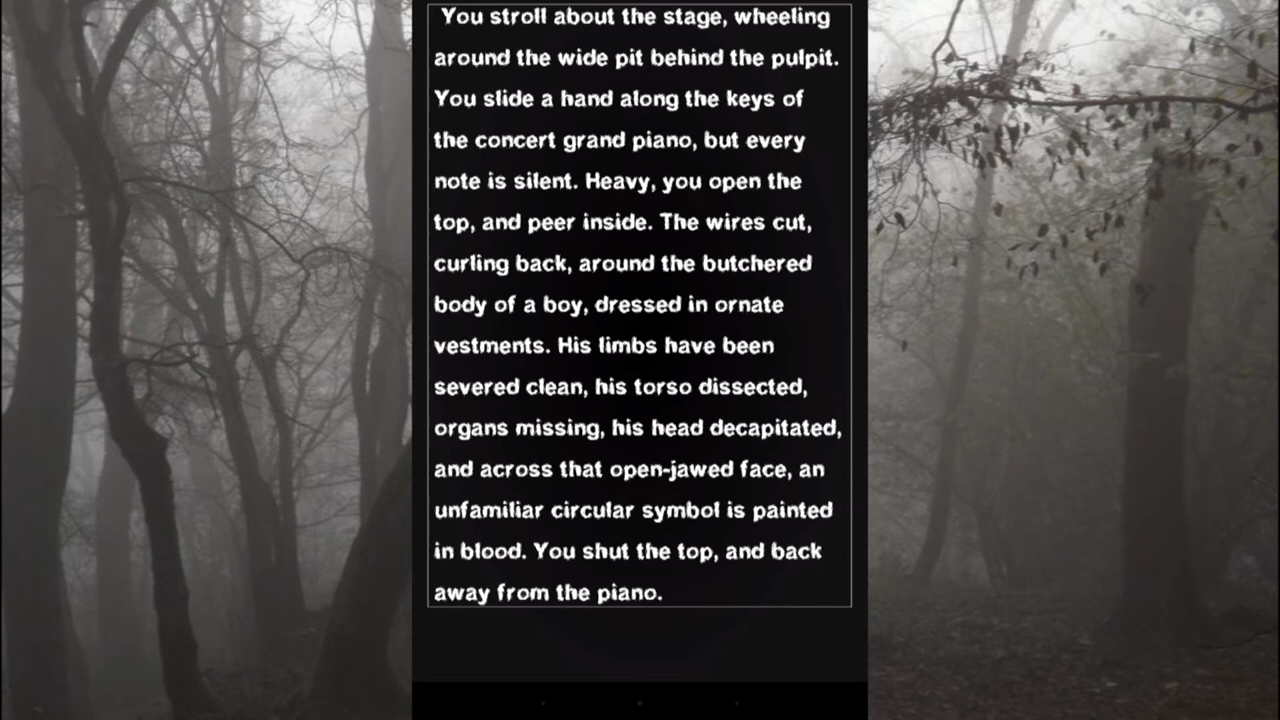 You stroll about the stage, wheeling
around the wide pit behind the pulpit.
You slide a hand along the keys of
the concert grand piano, but every
note is silent. Heavy, you open the
top, and peer inside. The wires cut,
curling back, around the butchered
body of a boy, dressed in ornate
vestments. His limbs have been
severed clean, his torso dissected,
organs missing, his head decapitated,
and across that open-jawed face, an
unfamiliar circular symbol is painted
in blood. You shut the top, and back
away from the piano.